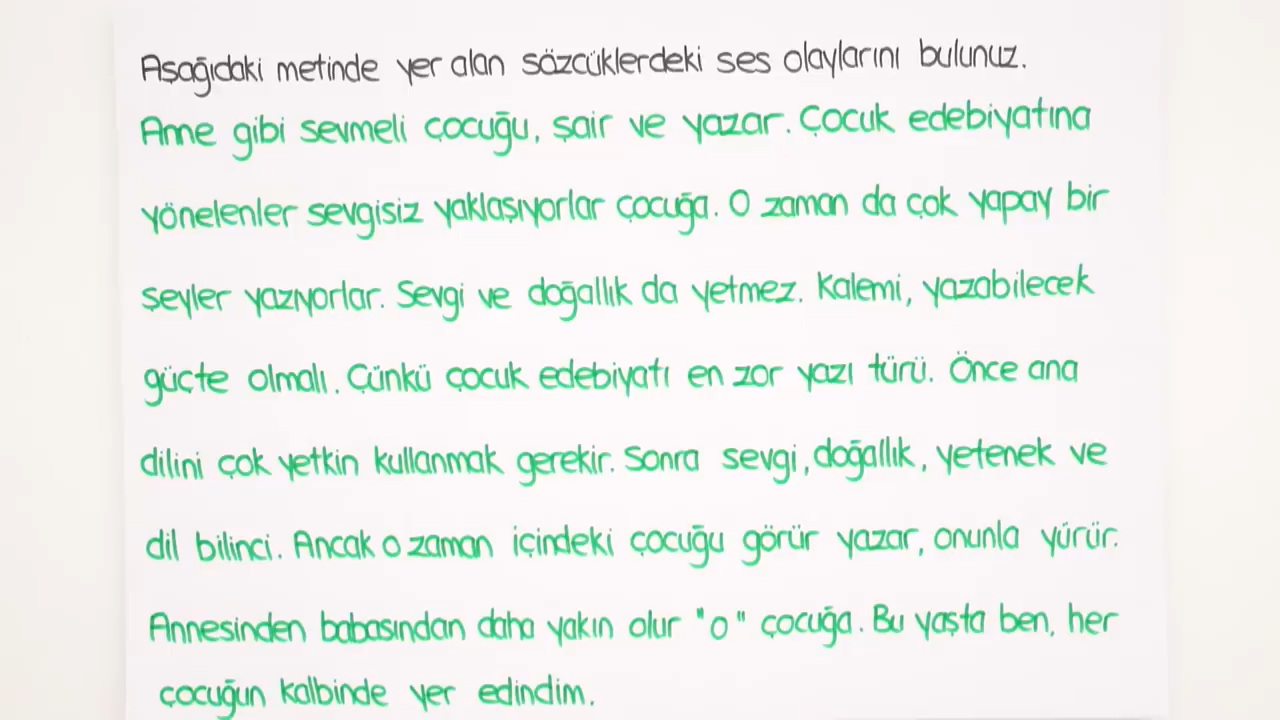 Aşağıdaki metinde yer alan sözcüklerdeki ses olaylarını bulunuz.
Anne gibi sevmeli çocuğu, şair ve yazar. Çocuk edebiyatına
yönelenler sevgisiz yaklaşıyorlar çocuğa. O zaman da çok yapay bir
şeyler yazıyorlar. Sevgi ve doğallık da yetmez. Kalemi, yazabilecek
güçte olmalı. Çünkü çocuk edebiyatı en zor yazı türü. Önce ana
dilini çok yetkin kullanmak gerekir. Sonra sevgi, doğallık, yetenek ve
dil bilinci. Ancak o zaman içindeki çocuğu görür yazar, onunla yürür.
Annesinden babasından daha yakın olur "o" çocuğa. Bu yaşta ben, her
çocuğun kalbinde yer edindim.